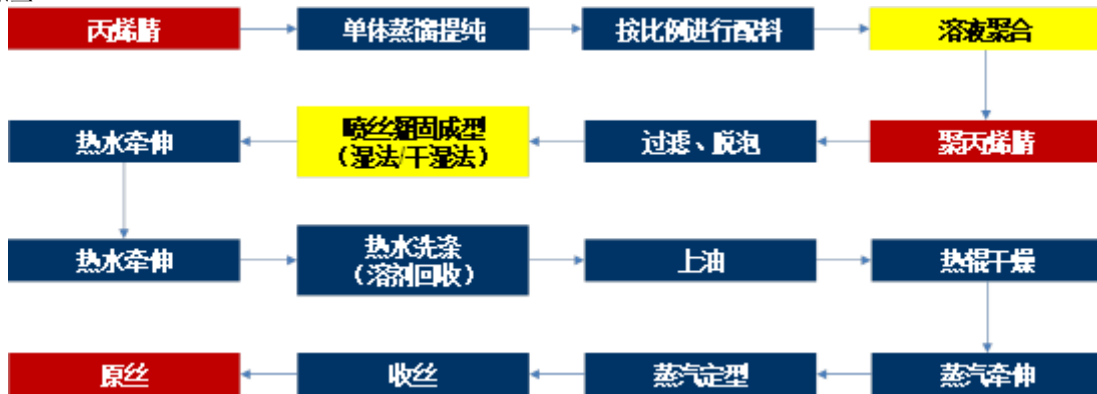 丙烯腈
单体蒸馏提纯
按比例进行配料
溶液聚合
聚丙烯腈
过滤、脱泡
喷丝凝固成型
（湿法/干湿法）
热水牵伸
热水牵伸
热水洗涤
（溶剂回收）
上油
热辊干燥
蒸汽牵伸
蒸汽定型
收丝
原丝